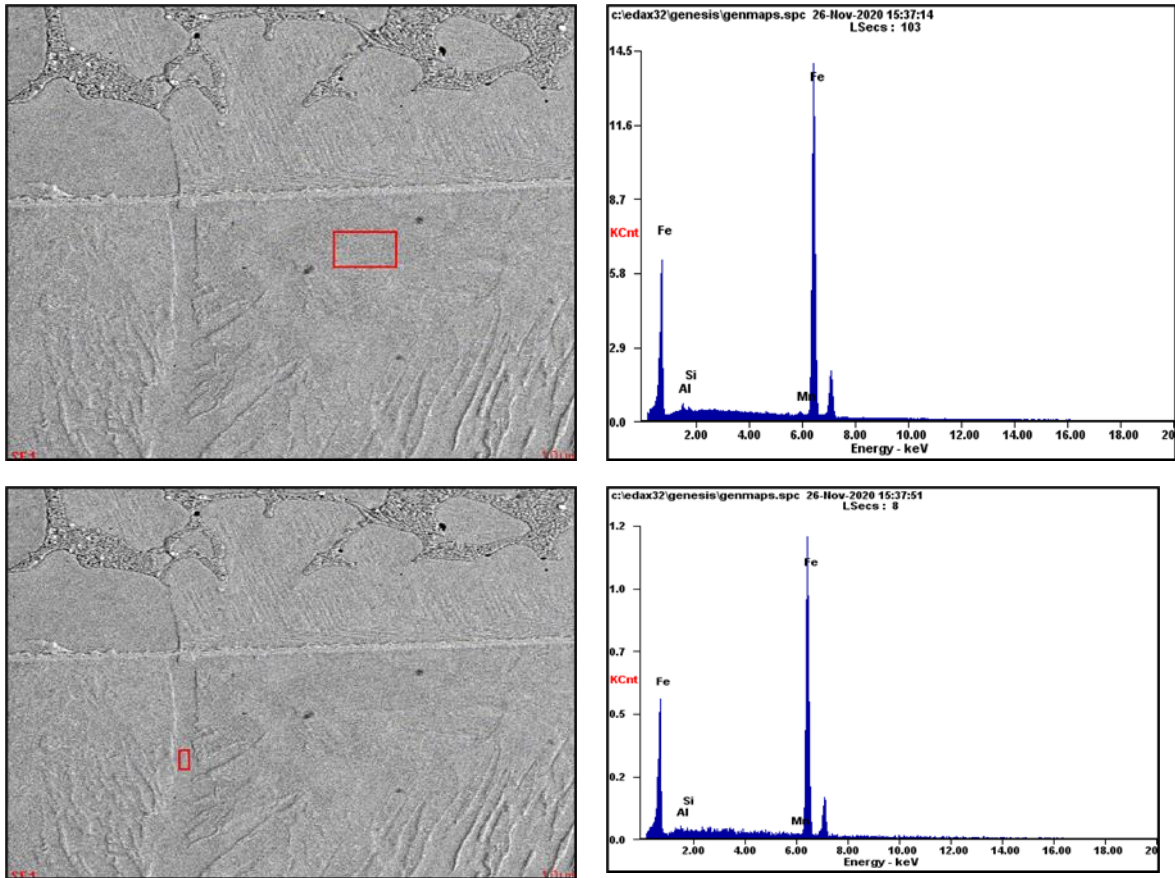 c:\edax32\genesis\genmaps.spc 26-Nov-2020 15:37:14
LSecs : 103
14.5
Fe
11.6
8.7
KCnt
Fe
5.8
2.9
Si
Al
Mn
0.0
2.00 4.00 6.00 8.00 10.00 12.00 14.00 16.00 18.00 20
Energy - keV
c:\edax32\genesis\genmaps.spc 26-Nov-2020 15:37:51
LSecs : 8
1.2
Fe
1.0
0.7
KCnt
Fe
0.5
0.2
Si
Al
Mn
0.0
2.00 4.00 6.00 8.00 10.00 12.00 14.00 16.00 18.00 20
Energy - keV